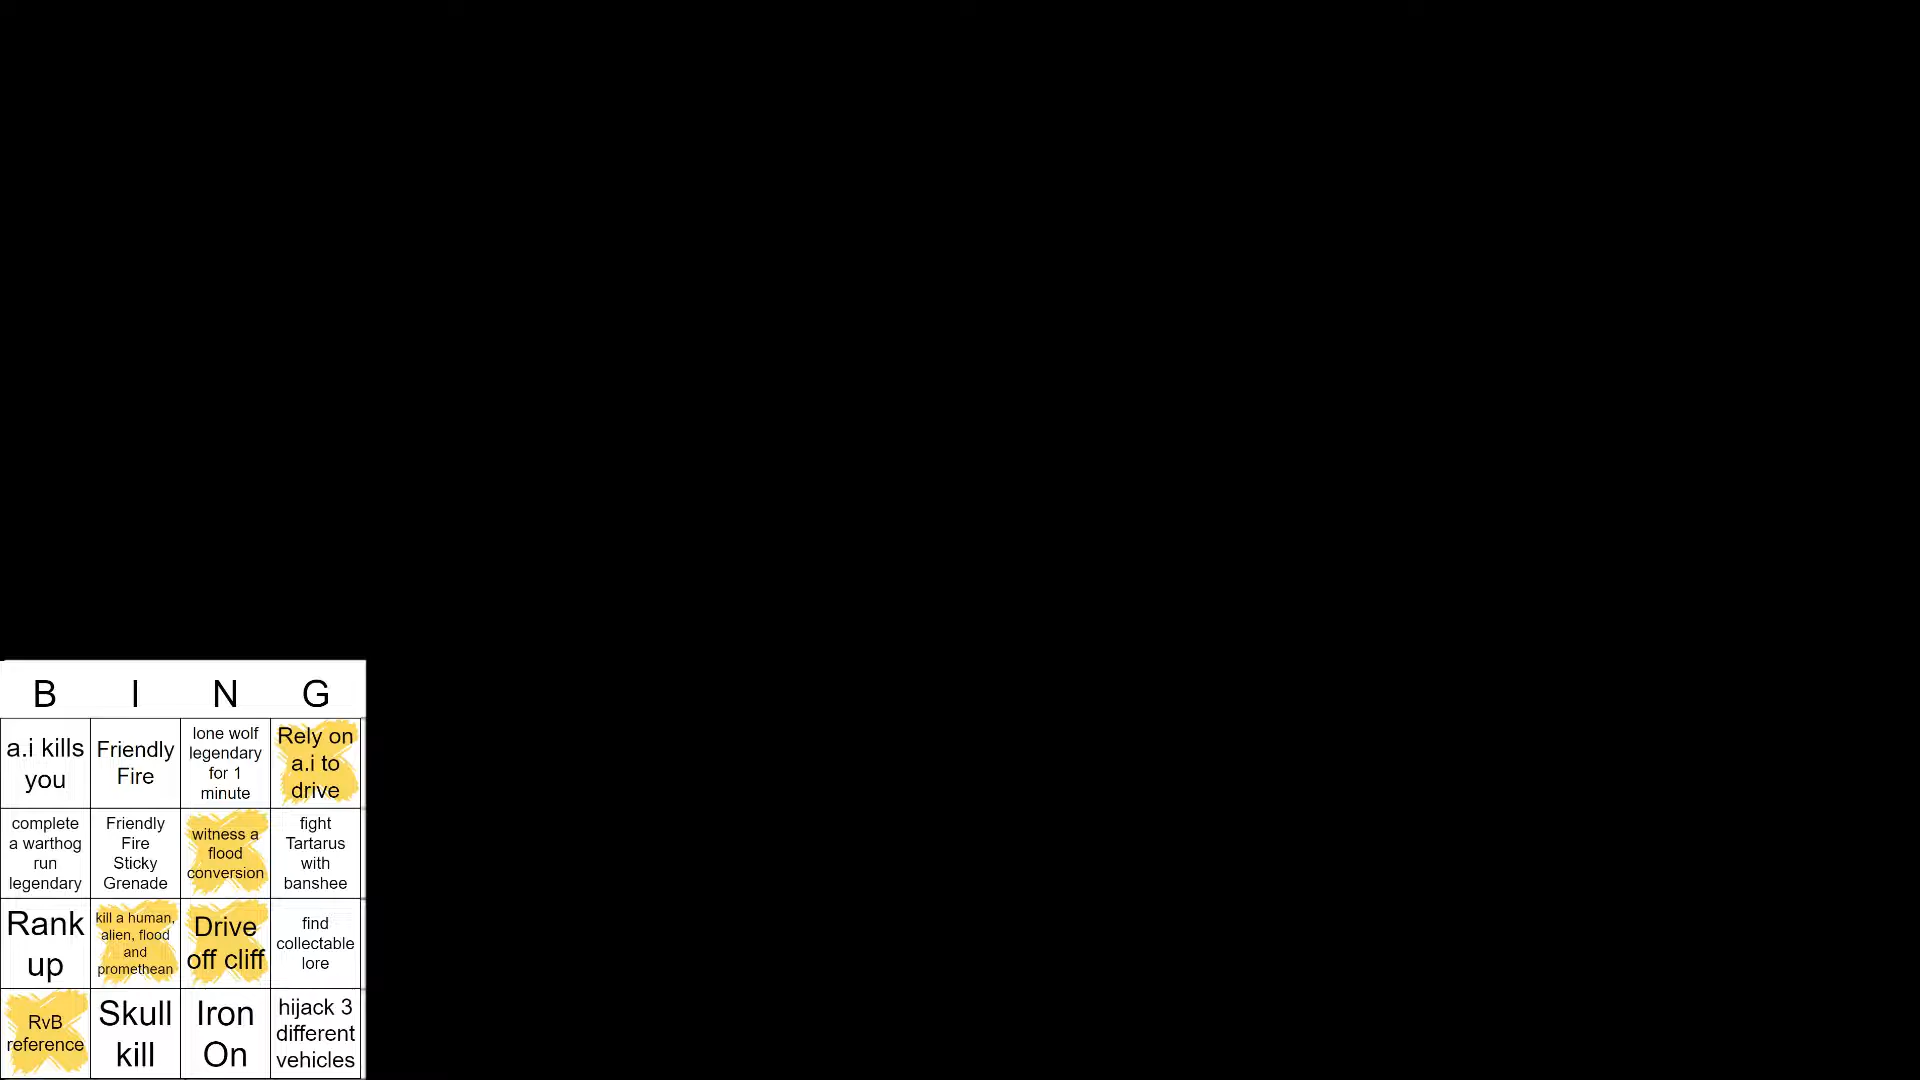 B I N G
a.i kills
you
Friendly
Fire
lone wolf
legendary
for 1
minute
Rely on
a.i to
drive
complete
a warthog
run
legendary
Friendly
Fire
Sticky
Grenade
witness a
flood
conversion
fight
Tartarus
with
banshee
Rank
up
kill a human,
alien, flood
and
promethean
Drive
off cliff
find
collectable
lore
RvB
reference
Skull
kill
Iron
On
hijack 3
different
vehicles